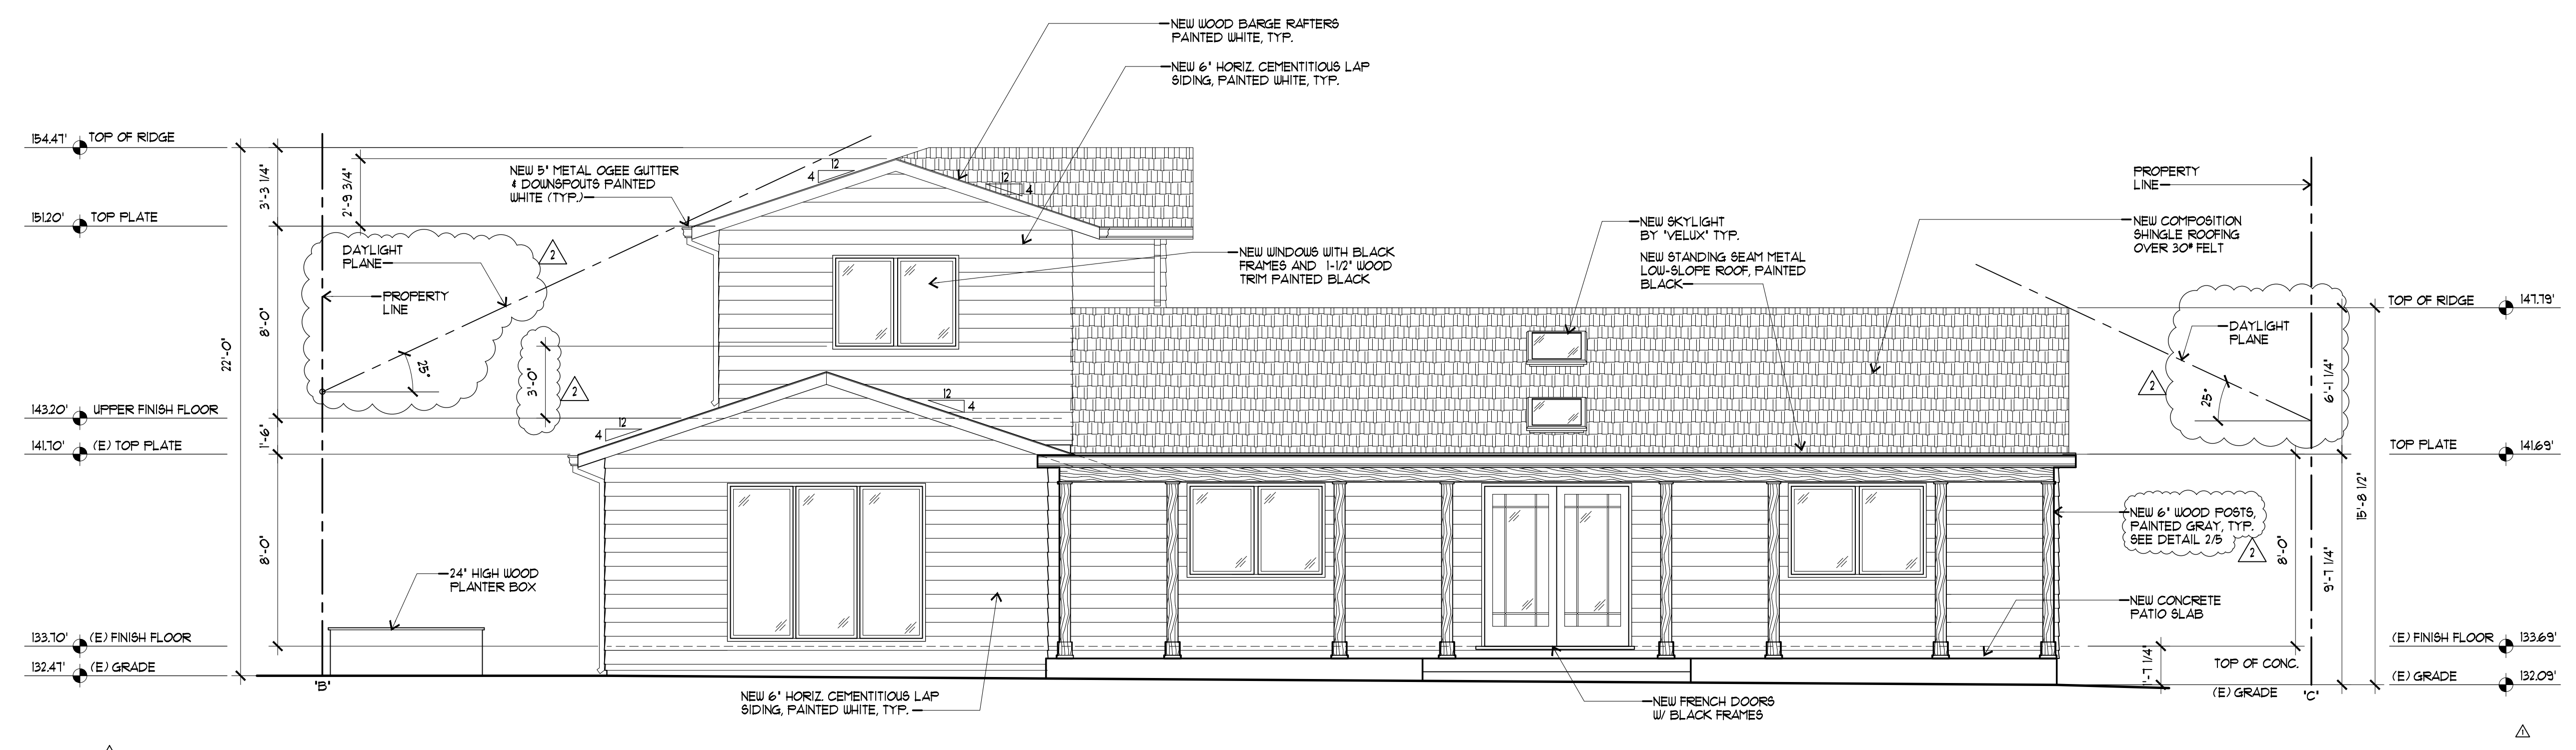 NEW WOOD BARGE RAFTERS
PAINTED WHITE, TYP.
NEW 6" HORIZ. CEMENTITIOUS LAP
SIDING, PAINTED WHITE, TYP.
154.47' TOP OF RIDGE
151.20' TOP PLATE
143.20' UPPER FINISH FLOOR
141.70' (E) TOP PLATE
133.70' (E) FINISH FLOOR
132.47' (E) GRADE
22'-0"
3'-3 1/4"
8'-0"
1'-6"
8'-0"
2'-9 3/4"
NEW 5" METAL OGEE GUTTER
& DOWNSPOUTS PAINTED
WHITE (TYP.)
DAYLIGHT
PLANE
2
PROPERTY
LINE
25°
3'-0"
2
24" HIGH WOOD
PLANTER BOX
"B"
12
4
12
4
12
4
12
4
NEW WINDOWS WITH BLACK
FRAMES AND 1-1/2" WOOD
TRIM PAINTED BLACK
NEW SKYLIGHT
BY "VELUX" TYP.
NEW STANDING SEAM METAL
LOW-SLOPE ROOF, PAINTED
BLACK
NEW COMPOSITION
SHINGLE ROOFING
OVER 30# FELT
PROPERTY
LINE
DAYLIGHT
PLANE
2
25°
6'-1 1/4"
TOP OF RIDGE 147.79'
TOP PLATE 141.69'
15'-8 1/2"
NEW 6" WOOD POSTS,
PAINTED GRAY, TYP.
SEE DETAIL 2/5
2
8'-0"
9'-7 1/4"
NEW CONCRETE
PATIO SLAB
(E) FINISH FLOOR 133.69'
1'-7 1/4"
TOP OF CONC.
(E) GRADE 132.09'
(E) GRADE
"C"
NEW 6" HORIZ. CEMENTITIOUS LAP
SIDING, PAINTED WHITE, TYP.
NEW FRENCH DOORS
W/ BLACK FRAMES
1